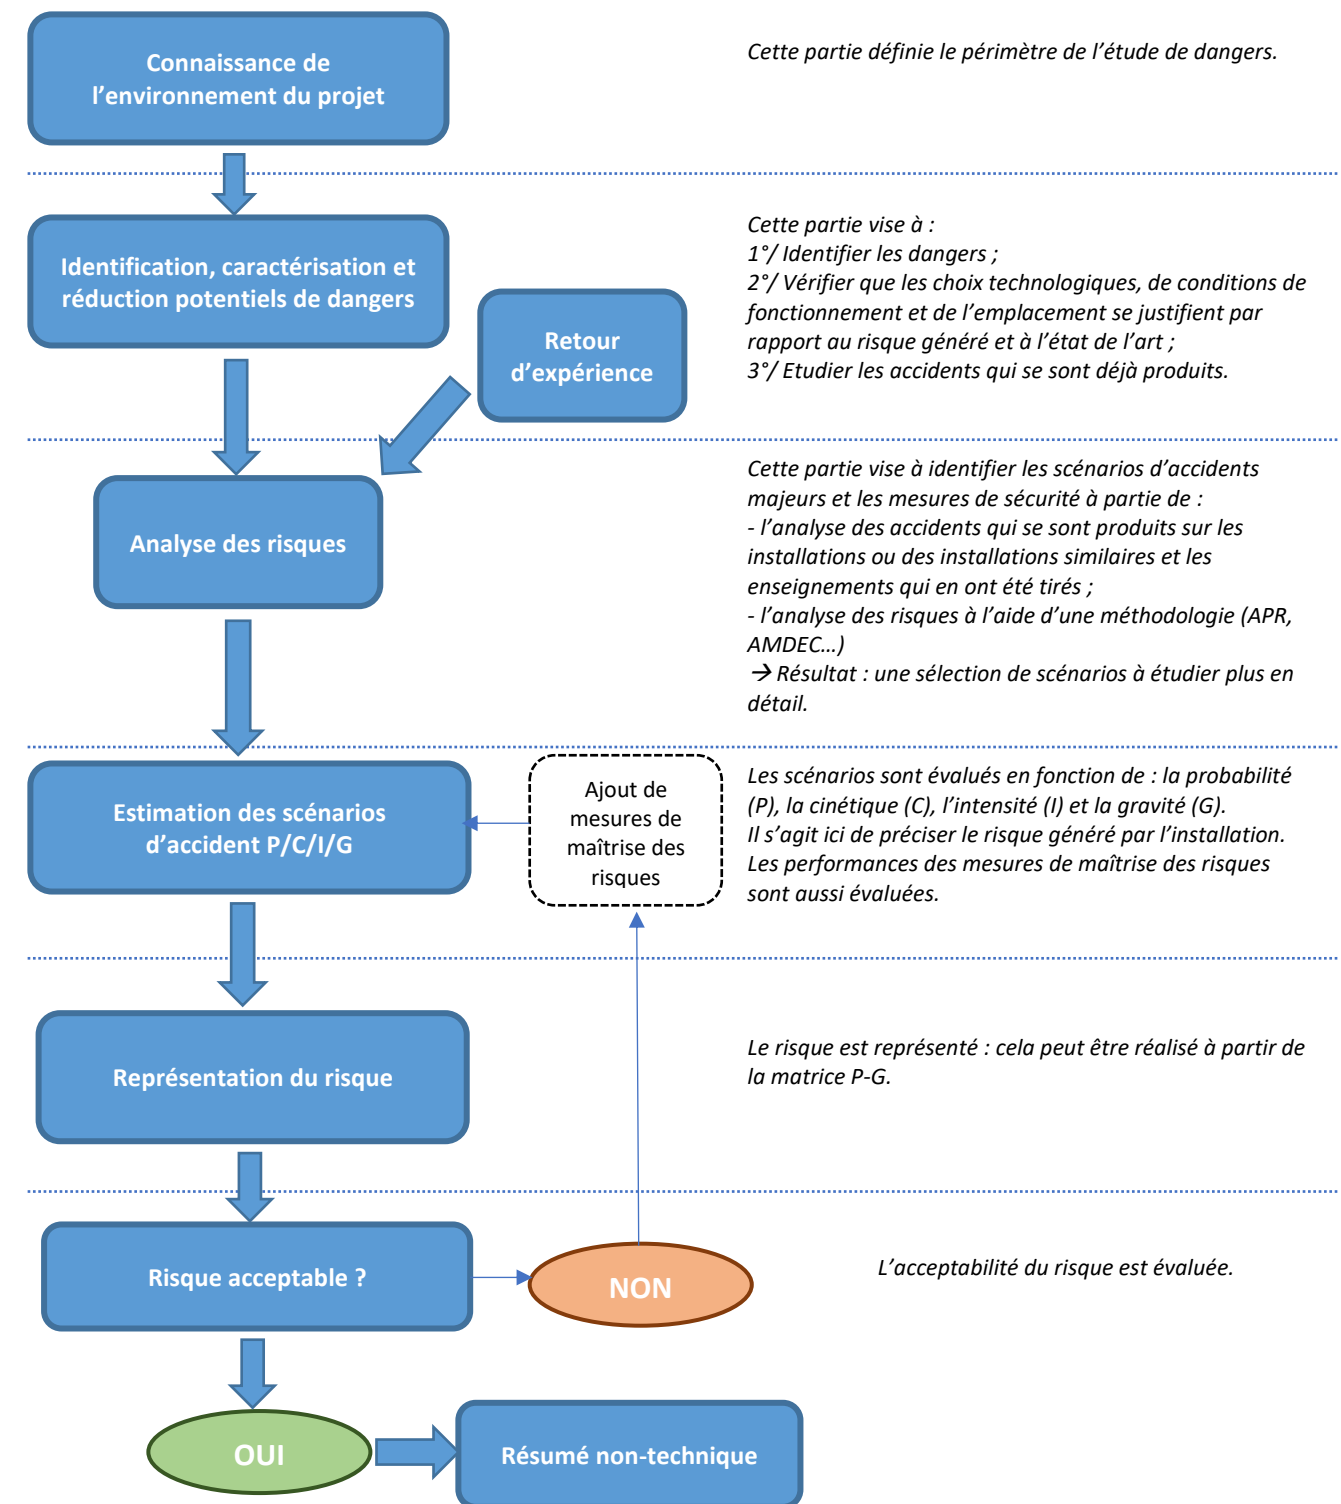 Connaissance de
l’environnement du projet
Cette partie définie le périmètre de l’étude de dangers.
Identification, caractérisation et
réduction potentiels de dangers
Retour
d’expérience
Cette partie vise à :
1°/ Identifier les dangers ;
2°/ Vérifier que les choix technologiques, de conditions de
fonctionnement et de l’emplacement se justifient par
rapport au risque généré et à l’état de l’art ;
3°/ Etudier les accidents qui se sont déjà produits.
Analyse des risques
Cette partie vise à identifier les scénarios d’accidents
majeurs et les mesures de sécurité à partie de :
- l’analyse des accidents qui se sont produits sur les
installations ou des installations similaires et les
enseignements qui en ont été tirés ;
- l’analyse des risques à l’aide d’une méthodologie (APR,
AMDEC…)
→ Résultat : une sélection de scénarios à étudier plus en
détail.
Estimation des scénarios
d’accident P/C/I/G
Ajout de
mesures de
maîtrise des
risques
Les scénarios sont évalués en fonction de : la probabilité
(P), la cinétique (C), l’intensité (I) et la gravité (G).
Il s’agit ici de préciser le risque généré par l’installation.
Les performances des mesures de maîtrise des risques
sont aussi évaluées.
Représentation du risque
Le risque est représenté : cela peut être réalisé à partir de
la matrice P-G.
Risque acceptable ?
NON
L’acceptabilité du risque est évaluée.
OUI
Résumé non-technique